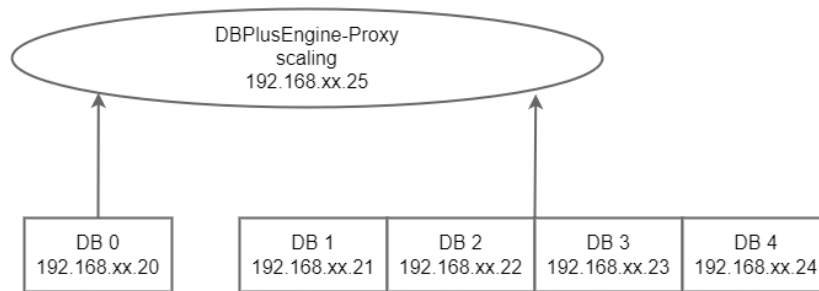 DBPlusEngine-Proxy
scaling
192.168.xx.25
DB 0
192.168.xx.20
DB 1
192.168.xx.21
DB 2
192.168.xx.22
DB 3
192.168.xx.23
DB 4
192.168.xx.24